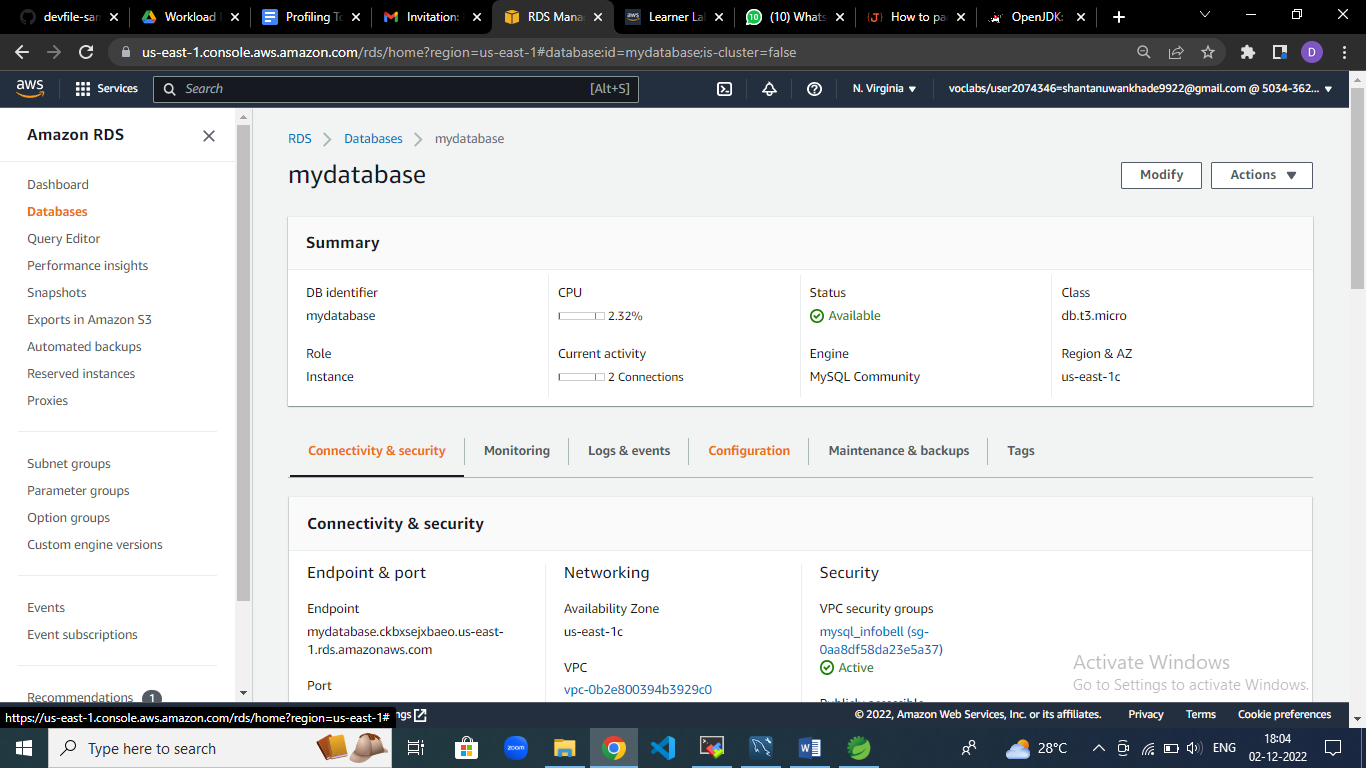 devfile-san
Workload
Profiling To
Invitation:
RDS Mana
Learner Lab
(10) Whats
How to pa
OpenJDK:
us-east-1.console.aws.amazon.com/rds/home?region=us-east-1#database:id=mydatabase;is-cluster=false
D
aws
Services
Search
[Alt+S]
N. Virginia
voclabs/user2074346=shantanuwankhade9922@gmail.com @ 5034-362...
Amazon RDS
Dashboard
Databases
Query Editor
Performance insights
Snapshots
Exports in Amazon S3
Automated backups
Reserved instances
Proxies
Subnet groups
Parameter groups
Option groups
Custom engine versions
Events
Event subscriptions
Recommendations 1
RDS
Databases
mydatabase
mydatabase
Modify
Actions
Summary
DB identifier
mydatabase
CPU
2.32%
Status
Available
Class
db.t3.micro
Role
Instance
Current activity
2 Connections
Engine
MySQL Community
Region & AZ
us-east-1c
Connectivity & security
Monitoring
Logs & events
Configuration
Maintenance & backups
Tags
Connectivity & security
Endpoint & port
Endpoint
mydatabase.ckbxsejxbaeo.us-east-
1.rds.amazonaws.com
Port
Networking
Availability Zone
us-east-1c
VPC
vpc-0b2e800394b3929c0
Security
VPC security groups
mysql_infobell (sg-
0aa8df58da23e5a37)
Active
Activate Windows
Go to Settings to activate Windows.
https://us-east-1.console.aws.amazon.com/rds/home?region=us-east-1#
ngs
© 2022, Amazon Web Services, Inc. or its affiliates.
Privacy
Terms
Cookie preferences
Type here to search
zoom
28°C
ENG
18:04
02-12-2022